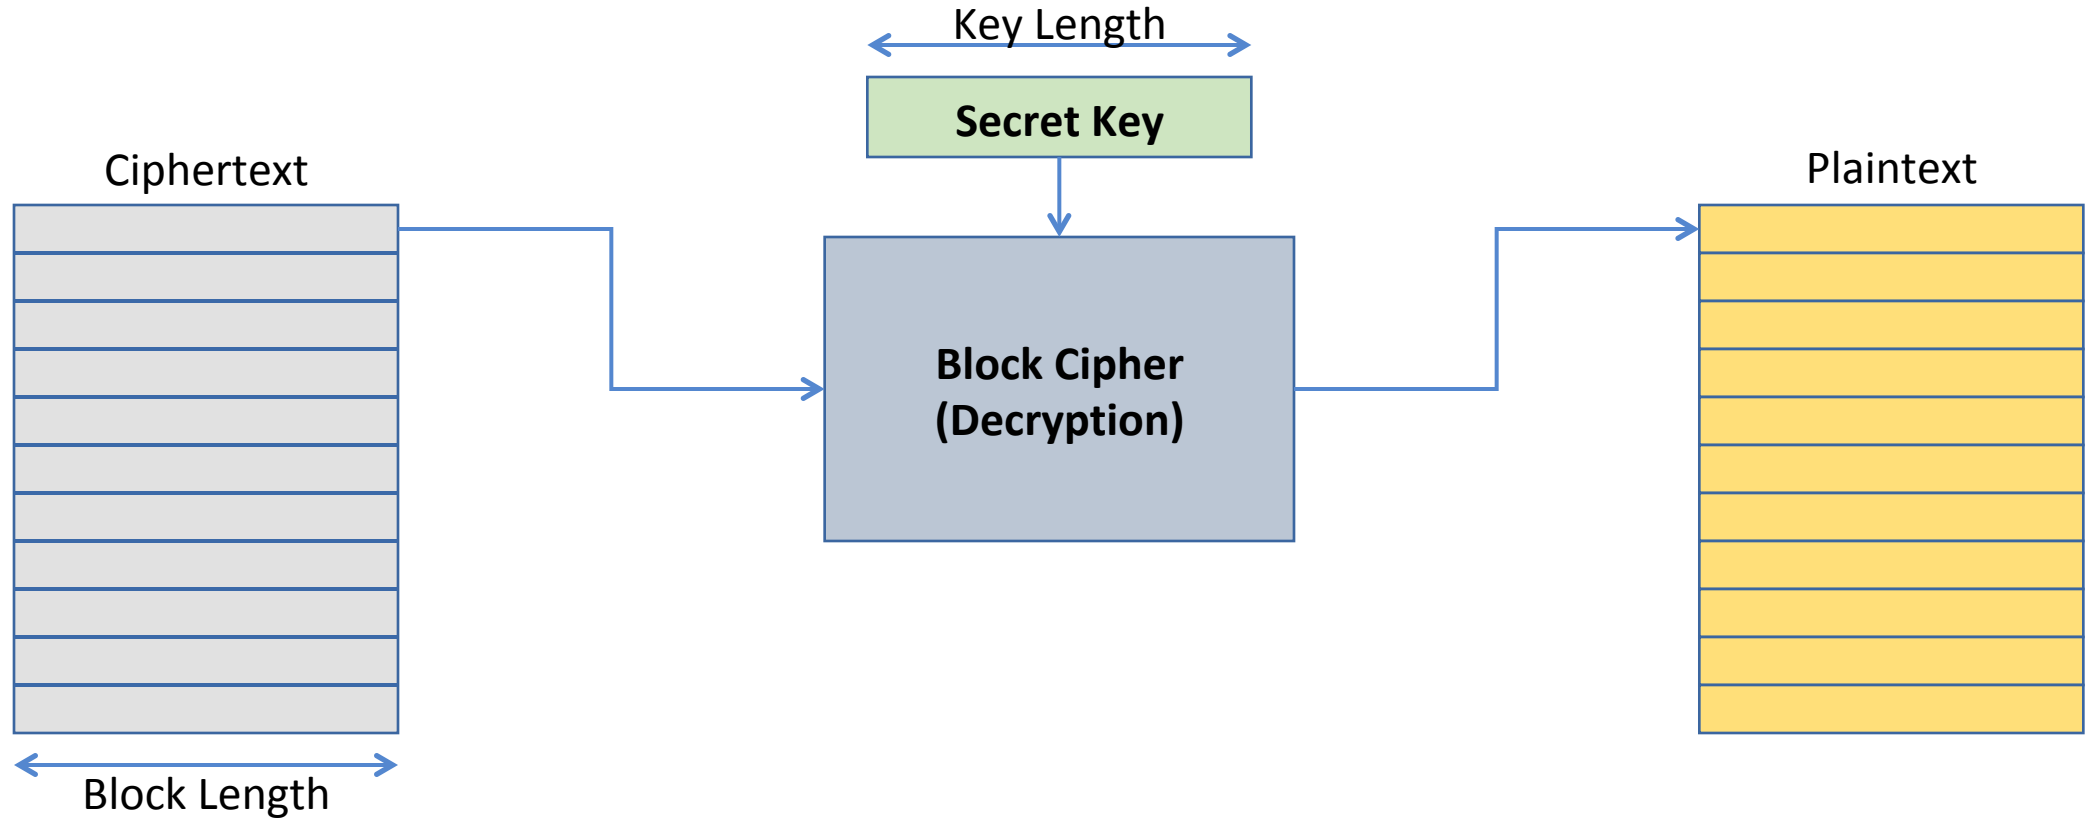 Key Length
Secret Key
Ciphertext
Plaintext
Block Cipher
(Decryption)
Block Length